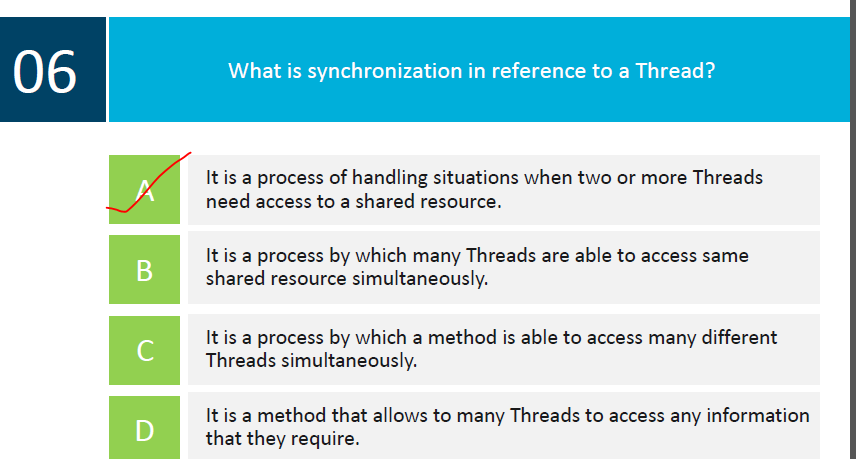 06
What is synchronization in reference to a Thread?
A
It is a process of handling situations when two or more Threads
need access to a shared resource.
B
It is a process by which many Threads are able to access same
shared resource simultaneously.
C
It is a process by which a method is able to access many different
Threads simultaneously.
D
It is a method that allows to many Threads to access any information
that they require.